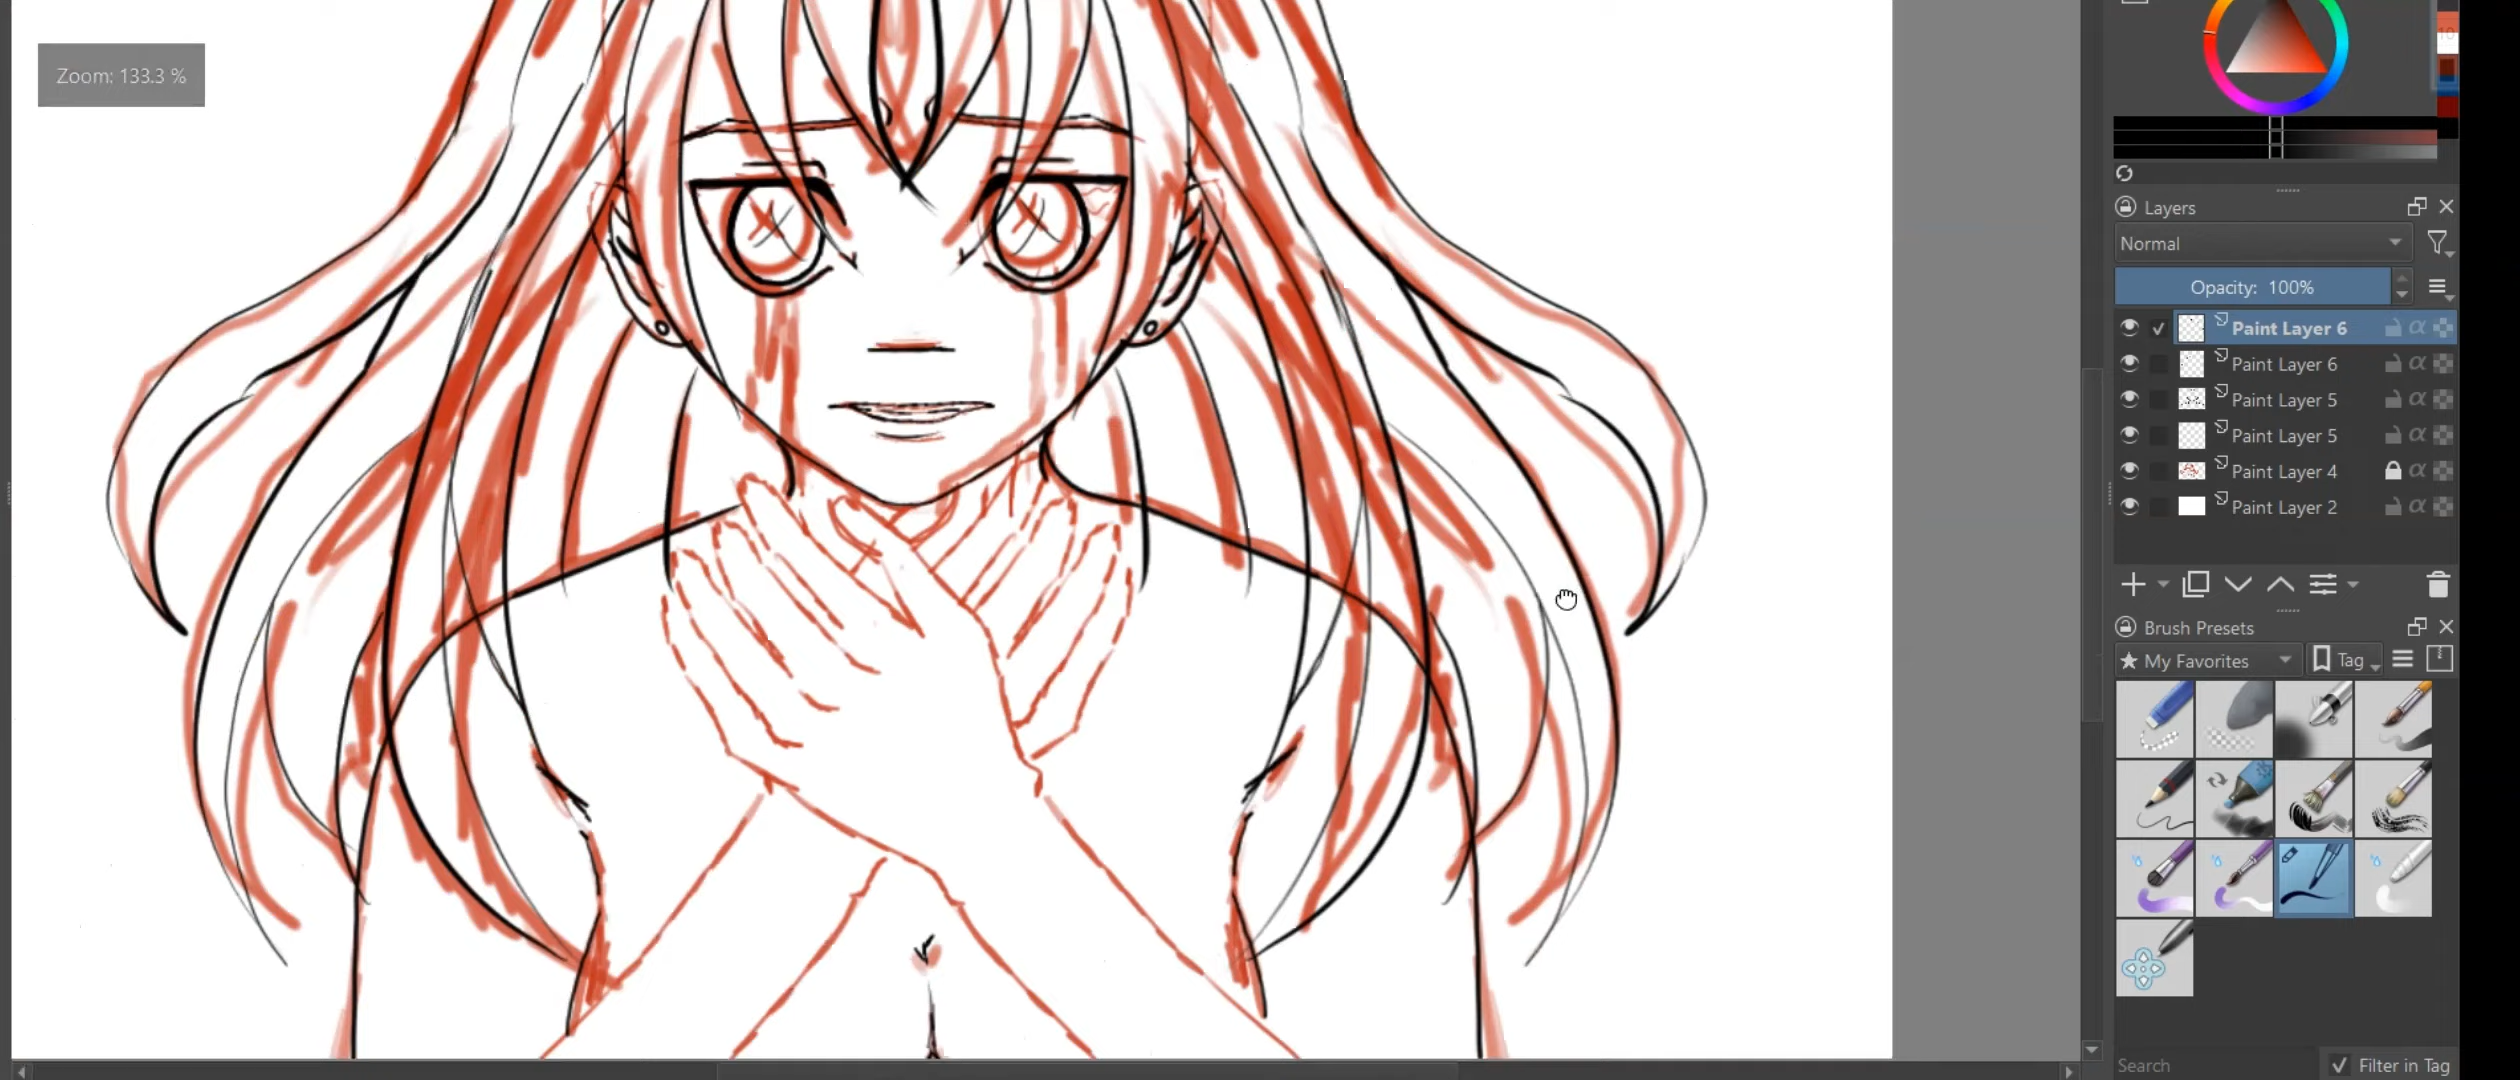 Zoom: 133.3 %
Layers
Normal
Opacity: 100%
Paint Layer 6
Paint Layer 6
Paint Layer 5
Paint Layer 5
Paint Layer 4
Paint Layer 2
Brush Presets
My Favorites
Tag
Search
Filter in Tag